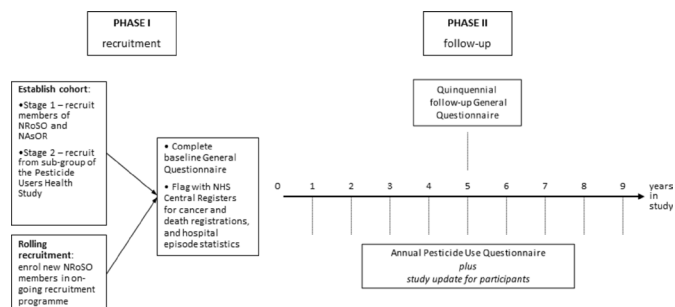 PHASE I
recruitment
PHASE II
follow-up
Establish cohort:
•Stage 1 – recruit
members of
NRoSO and
NAsOR
•Stage 2 – recruit
from sub-group of
the Pesticide
Users Health
Study
Rolling
recruitment:
enrol new NRoSO
members in on-
going recruitment
programme
• Complete
baseline General
Questionnaire
• Flag with NHS
Central Registers
for cancer and
death registrations,
and hospital
episode statistics
Quinquennial
follow-up General
Questionnaire
0 1 2 3 4 5 6 7 8 9 years
in study
Annual Pesticide Use Questionnaire
plus
study update for participants